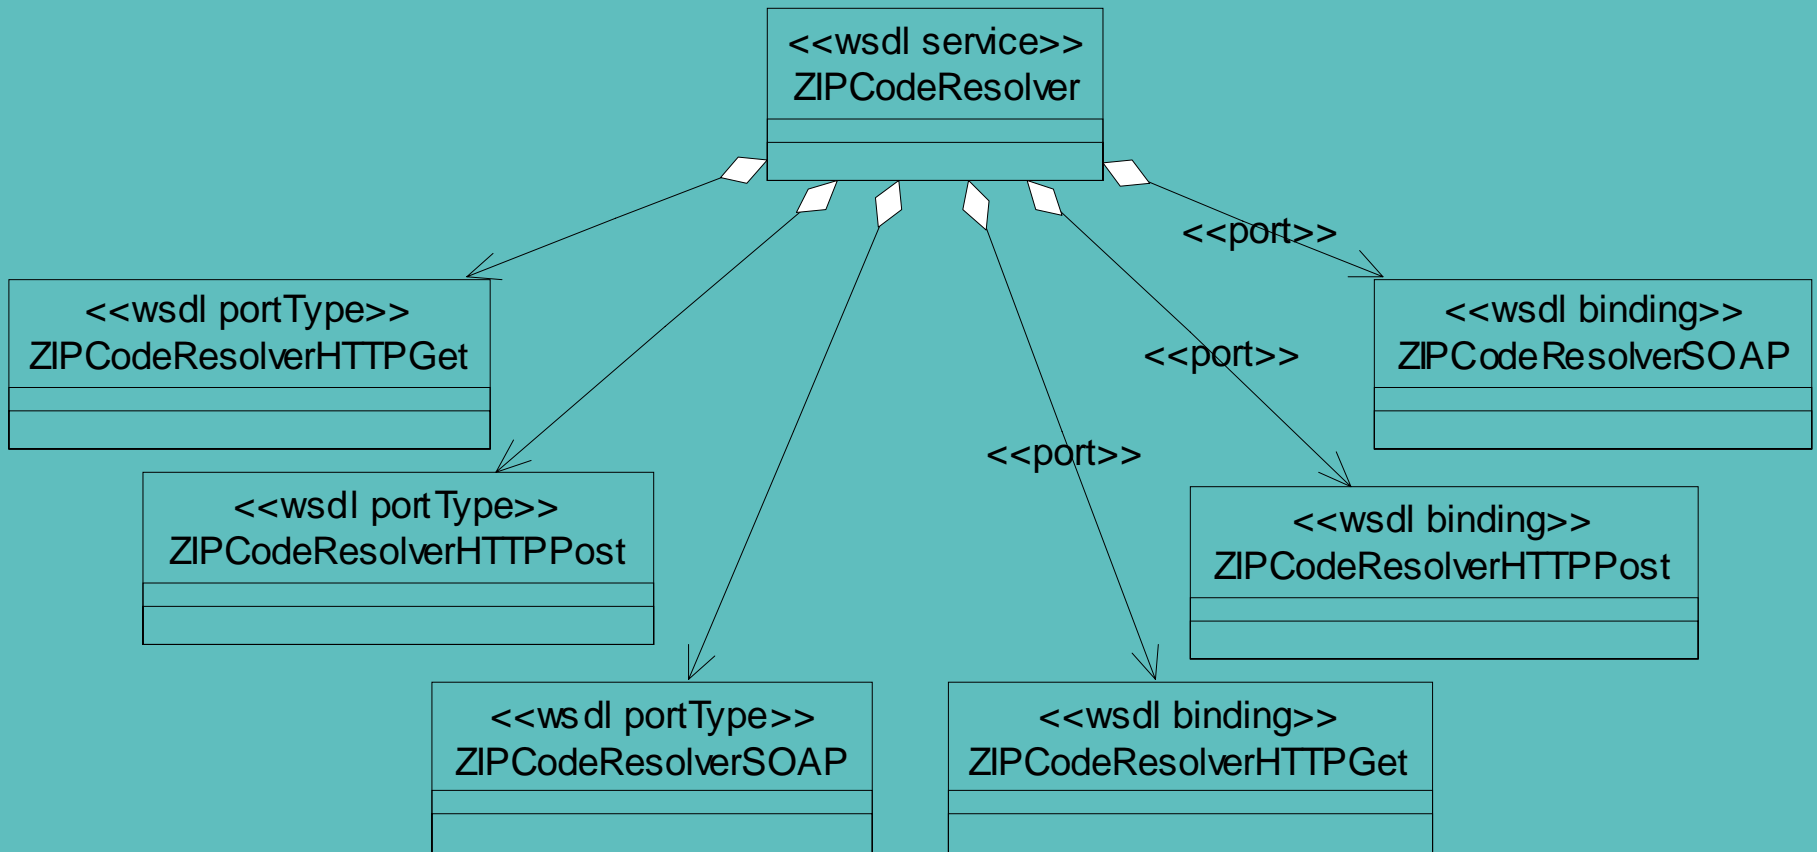 <<wsdl service>>
ZIPCodeResolver
<<port>>
<<wsdl portType>>
ZIPCodeResolverHTTPGet
<<wsdl binding>>
ZIPCodeResolverSOAP
<<port>>
<<port>>
<<wsdl portType>>
ZIPCodeResolverHTTPPost
<<wsdl binding>>
ZIPCodeResolverHTTPPost
<<wsdl portType>>
ZIPCodeResolverSOAP
<<wsdl binding>>
ZIPCodeResolverHTTPGet